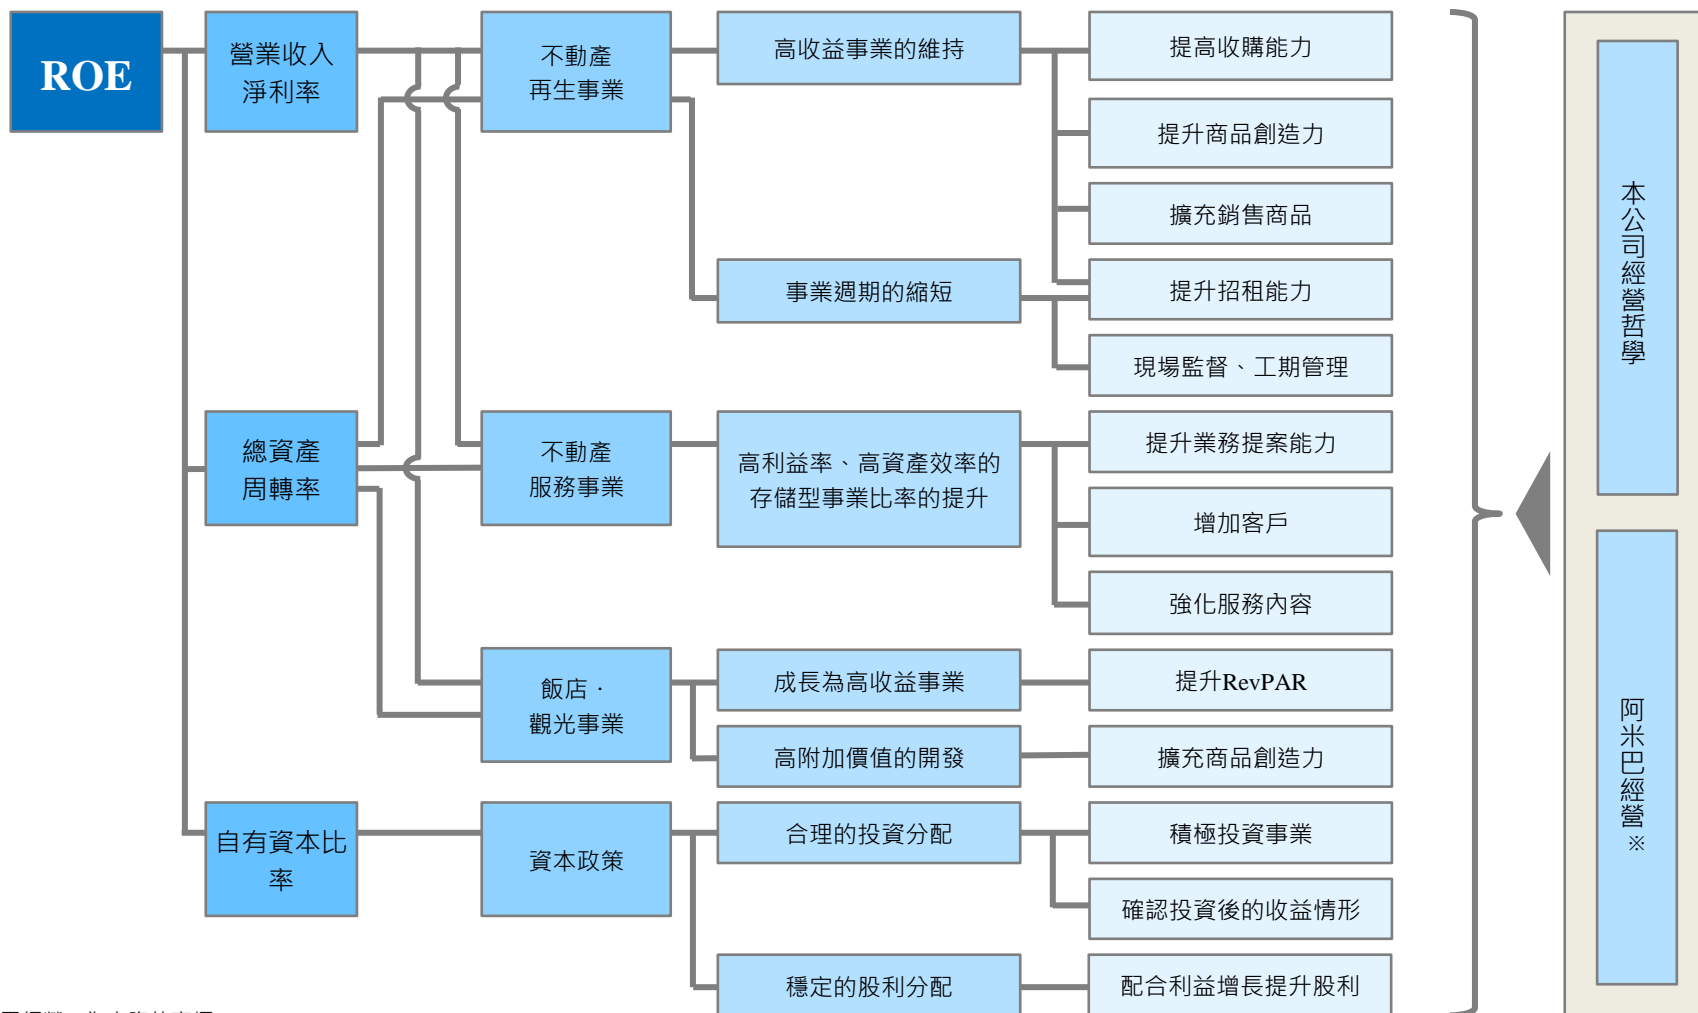 ROE
營業收入
淨利率
不動產
再生事業
高收益事業的維持
提高收購能力
提升商品創造力
擴充銷售商品
事業週期的縮短
提升招租能力
現場監督、工期管理
總資產
周轉率
不動產
服務事業
高利益率、高資產效率的
存儲型事業比率的提升
提升業務提案能力
增加客戶
強化服務內容
飯店・
觀光事業
成長為高收益事業
提升RevPAR
高附加價值的開發
擴充商品創造力
自有資本比
率
資本政策
合理的投資分配
積極投資事業
確認投資後的收益情形
穩定的股利分配
配合利益增長提升股利
本公司經營哲學
阿米巴經營※